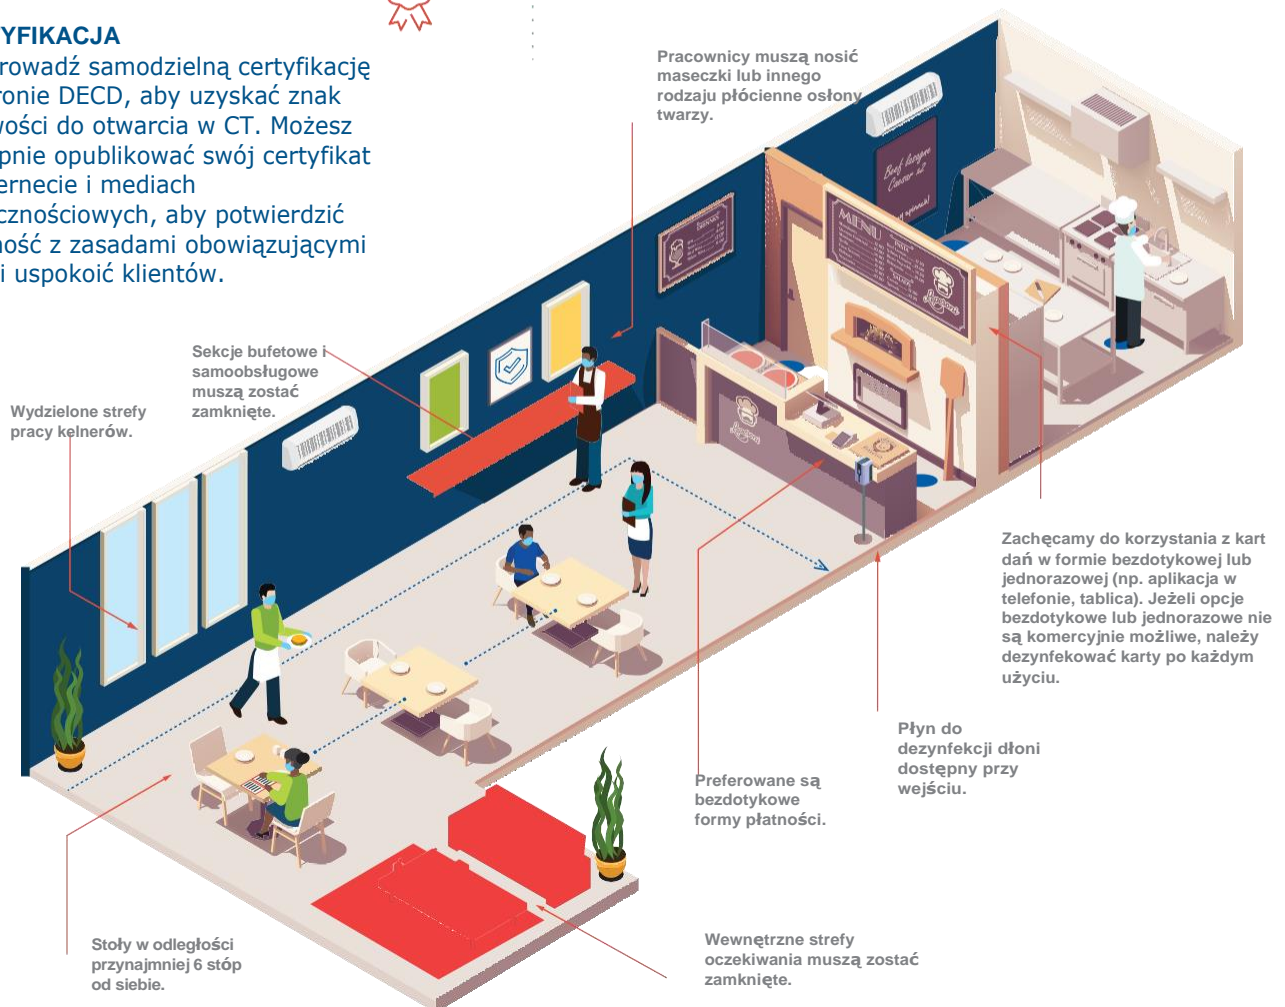 YFIKACJA
rowadź samodzielną certyfikację
ronie DECD, aby uzyskać znak
wości do otwarcia w CT. Możesz
pnie opublikować swój certyfikat
ernecie i mediach
cznościowych, aby potwierdzić
ność z zasadami obowiązującymi
i uspokoić klientów.
Pracownicy muszą nosić
maseczki lub innego
rodzaju płócienne osłony
twarzy.
Sekcje bufetowe i
samoobsługowe
muszą zostać
zamknięte.
Wydzielone strefy
pracy kelnerów.
MENU
Zachęcamy do korzystania z kart
dań w formie bezdotykowej lub
jednorazowej (np. aplikacja w
telefonie, tablica). Jeżeli opcje
bezdotykowe lub jednorazowe nie
są komercyjnie możliwe, należy
dezynfekować karty po każdym
użyciu.
Płyn do
dezynfekcji dłoni
dostępny przy
wejściu.
Preferowane są
bezdotykowe
formy płatności.
Stoły w odległości
przynajmniej 6 stóp
od siebie.
Wewnętrzne strefy
oczekiwania muszą zostać
zamknięte.